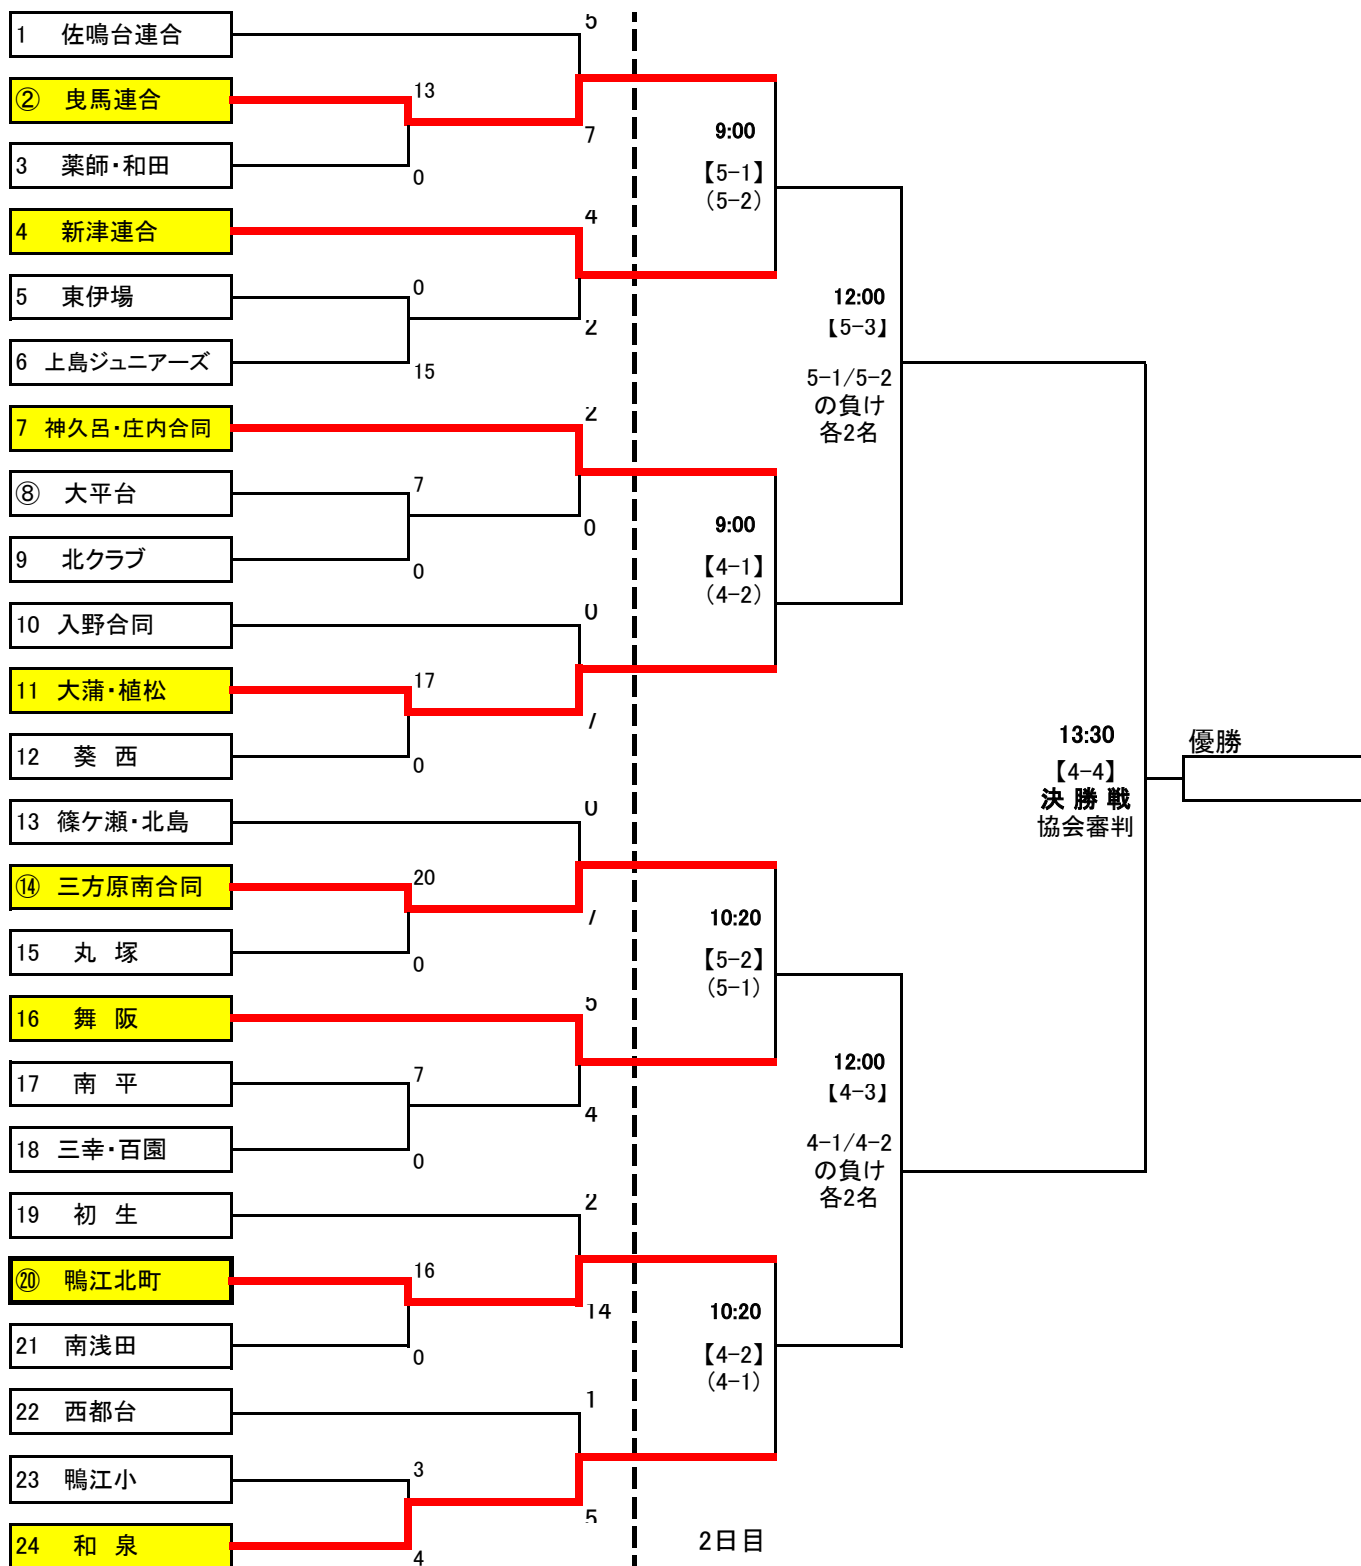 1 佐鳴台連合
② 曳馬連合
3 薬師・和田
4 新津連合
5 東伊場
6 上島ジュニアーズ
7 神久呂・庄内合同
⑧ 大平台
9 北クラブ
10 入野合同
11 大蒲・植松
12 葵 西
13 篠ケ瀬・北島
⑭ 三方原南合同
15 丸 塚
16 舞 阪
17 南 平
18 三幸・百園
19 初 生
⑳ 鴨江北町
21 南浅田
22 西都台
23 鴨江小
24 和 泉
13
0
0
15
7
0
17
0
20
0
7
0
16
0
3
4
5
7
4
2
2
0
0
7
0
7
5
4
2
14
1
5
9:00
【5-1】
(5-2)
9:00
【4-1】
(4-2)
10:20
【5-2】
(5-1)
10:20
【4-2】
(4-1)
2日目
12:00
【5-3】
5-1/5-2
の負け
各2名
12:00
【4-3】
4-1/4-2
の負け
各2名
13:30
【4-4】
決 勝 戦
協会審判
優勝